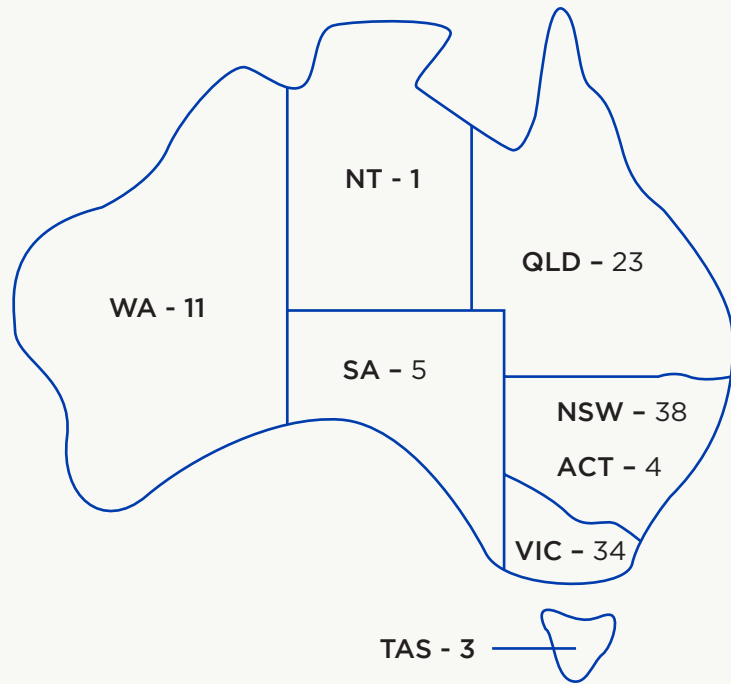 NT - 1
QLD – 23
WA - 11
SA – 5
NSW – 38
ACT – 4
VIC – 34
TAS - 3